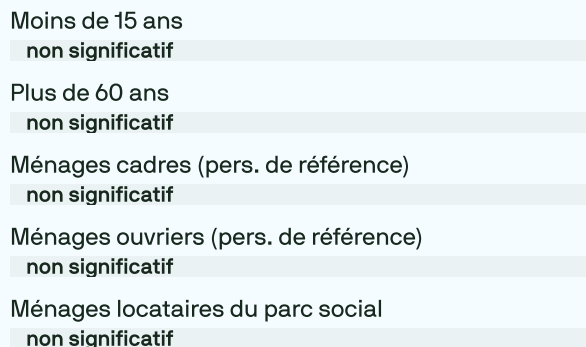 Moins de 15 ans
non significatif
Plus de 60 ans
non significatif
Ménages cadres (pers. de référence)
non significatif
Ménages ouvriers (pers. de référence)
non significatif
Ménages locataires du parc social
non significatif